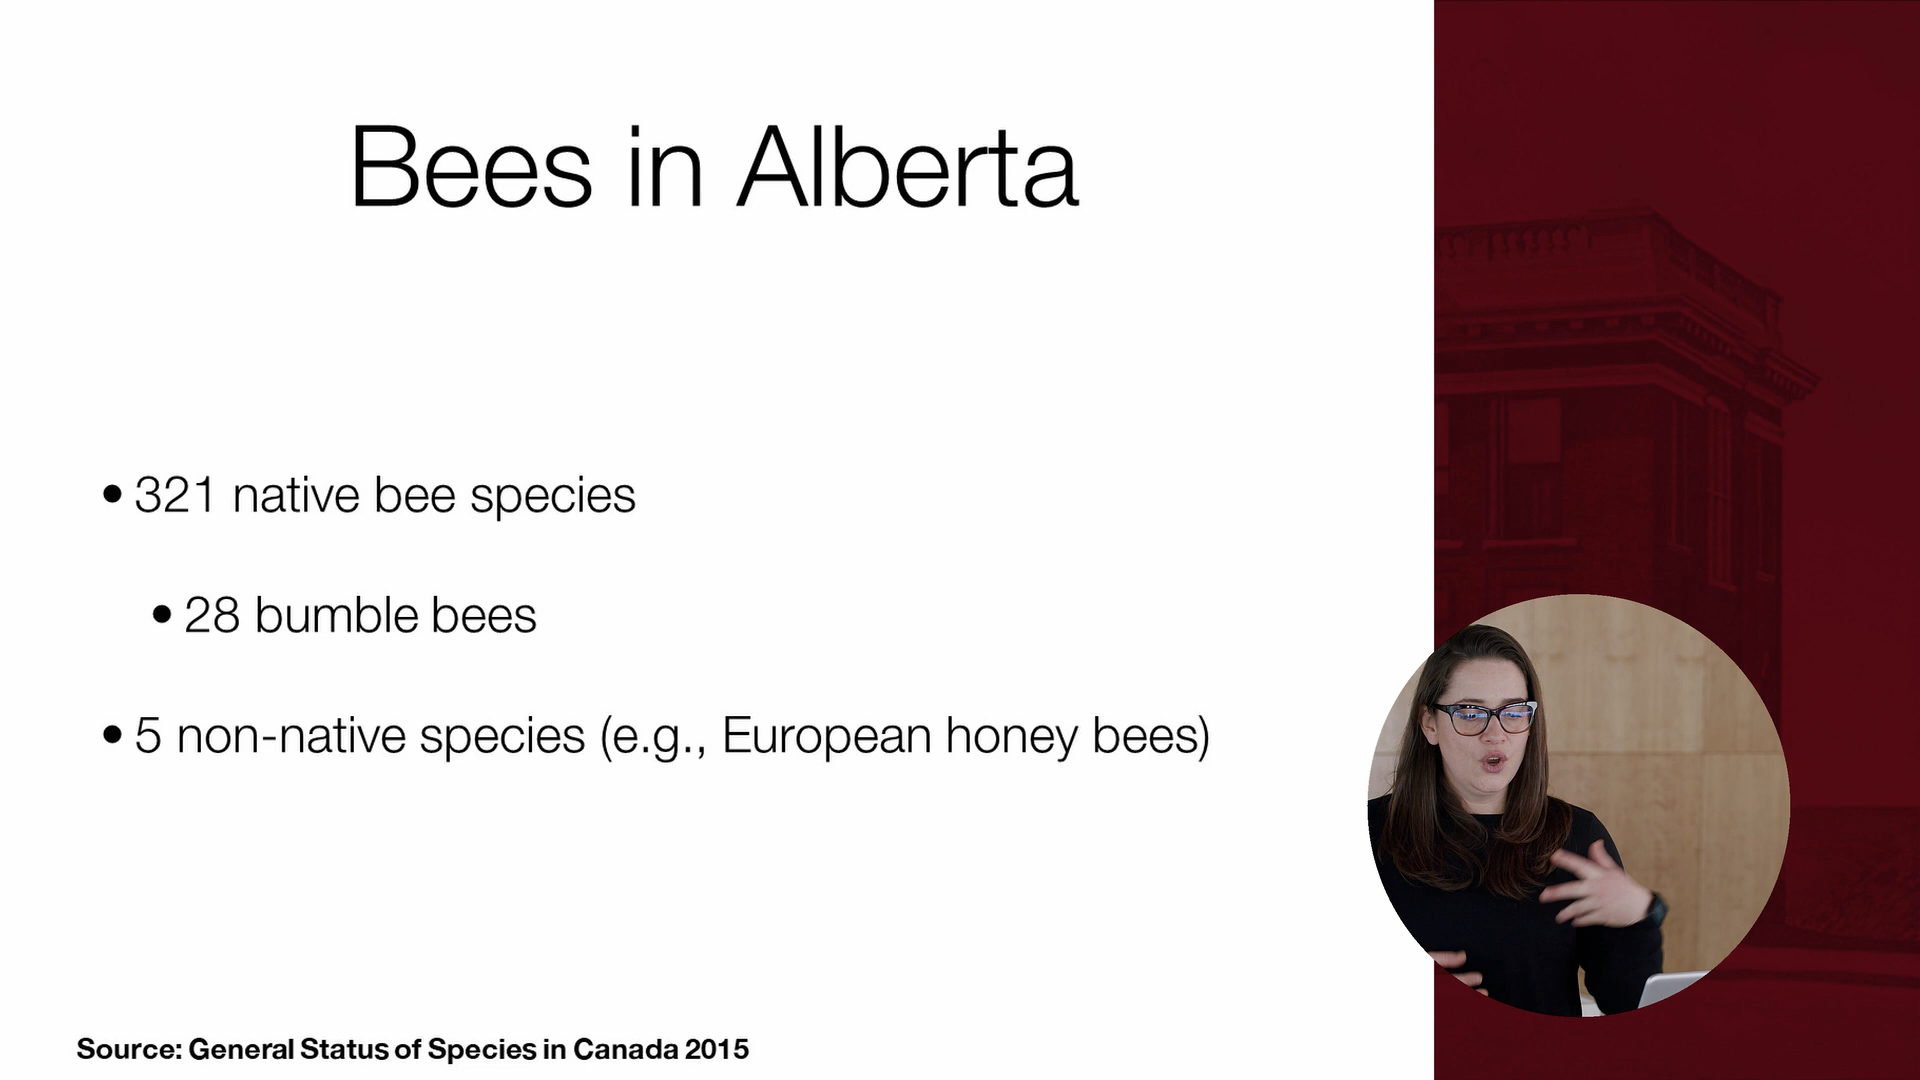 Bees in Alberta
• 321 native bee species
• 28 bumble bees
• 5 non-native species (e.g., European honey bees)
Source: General Status of Species in Canada 2015